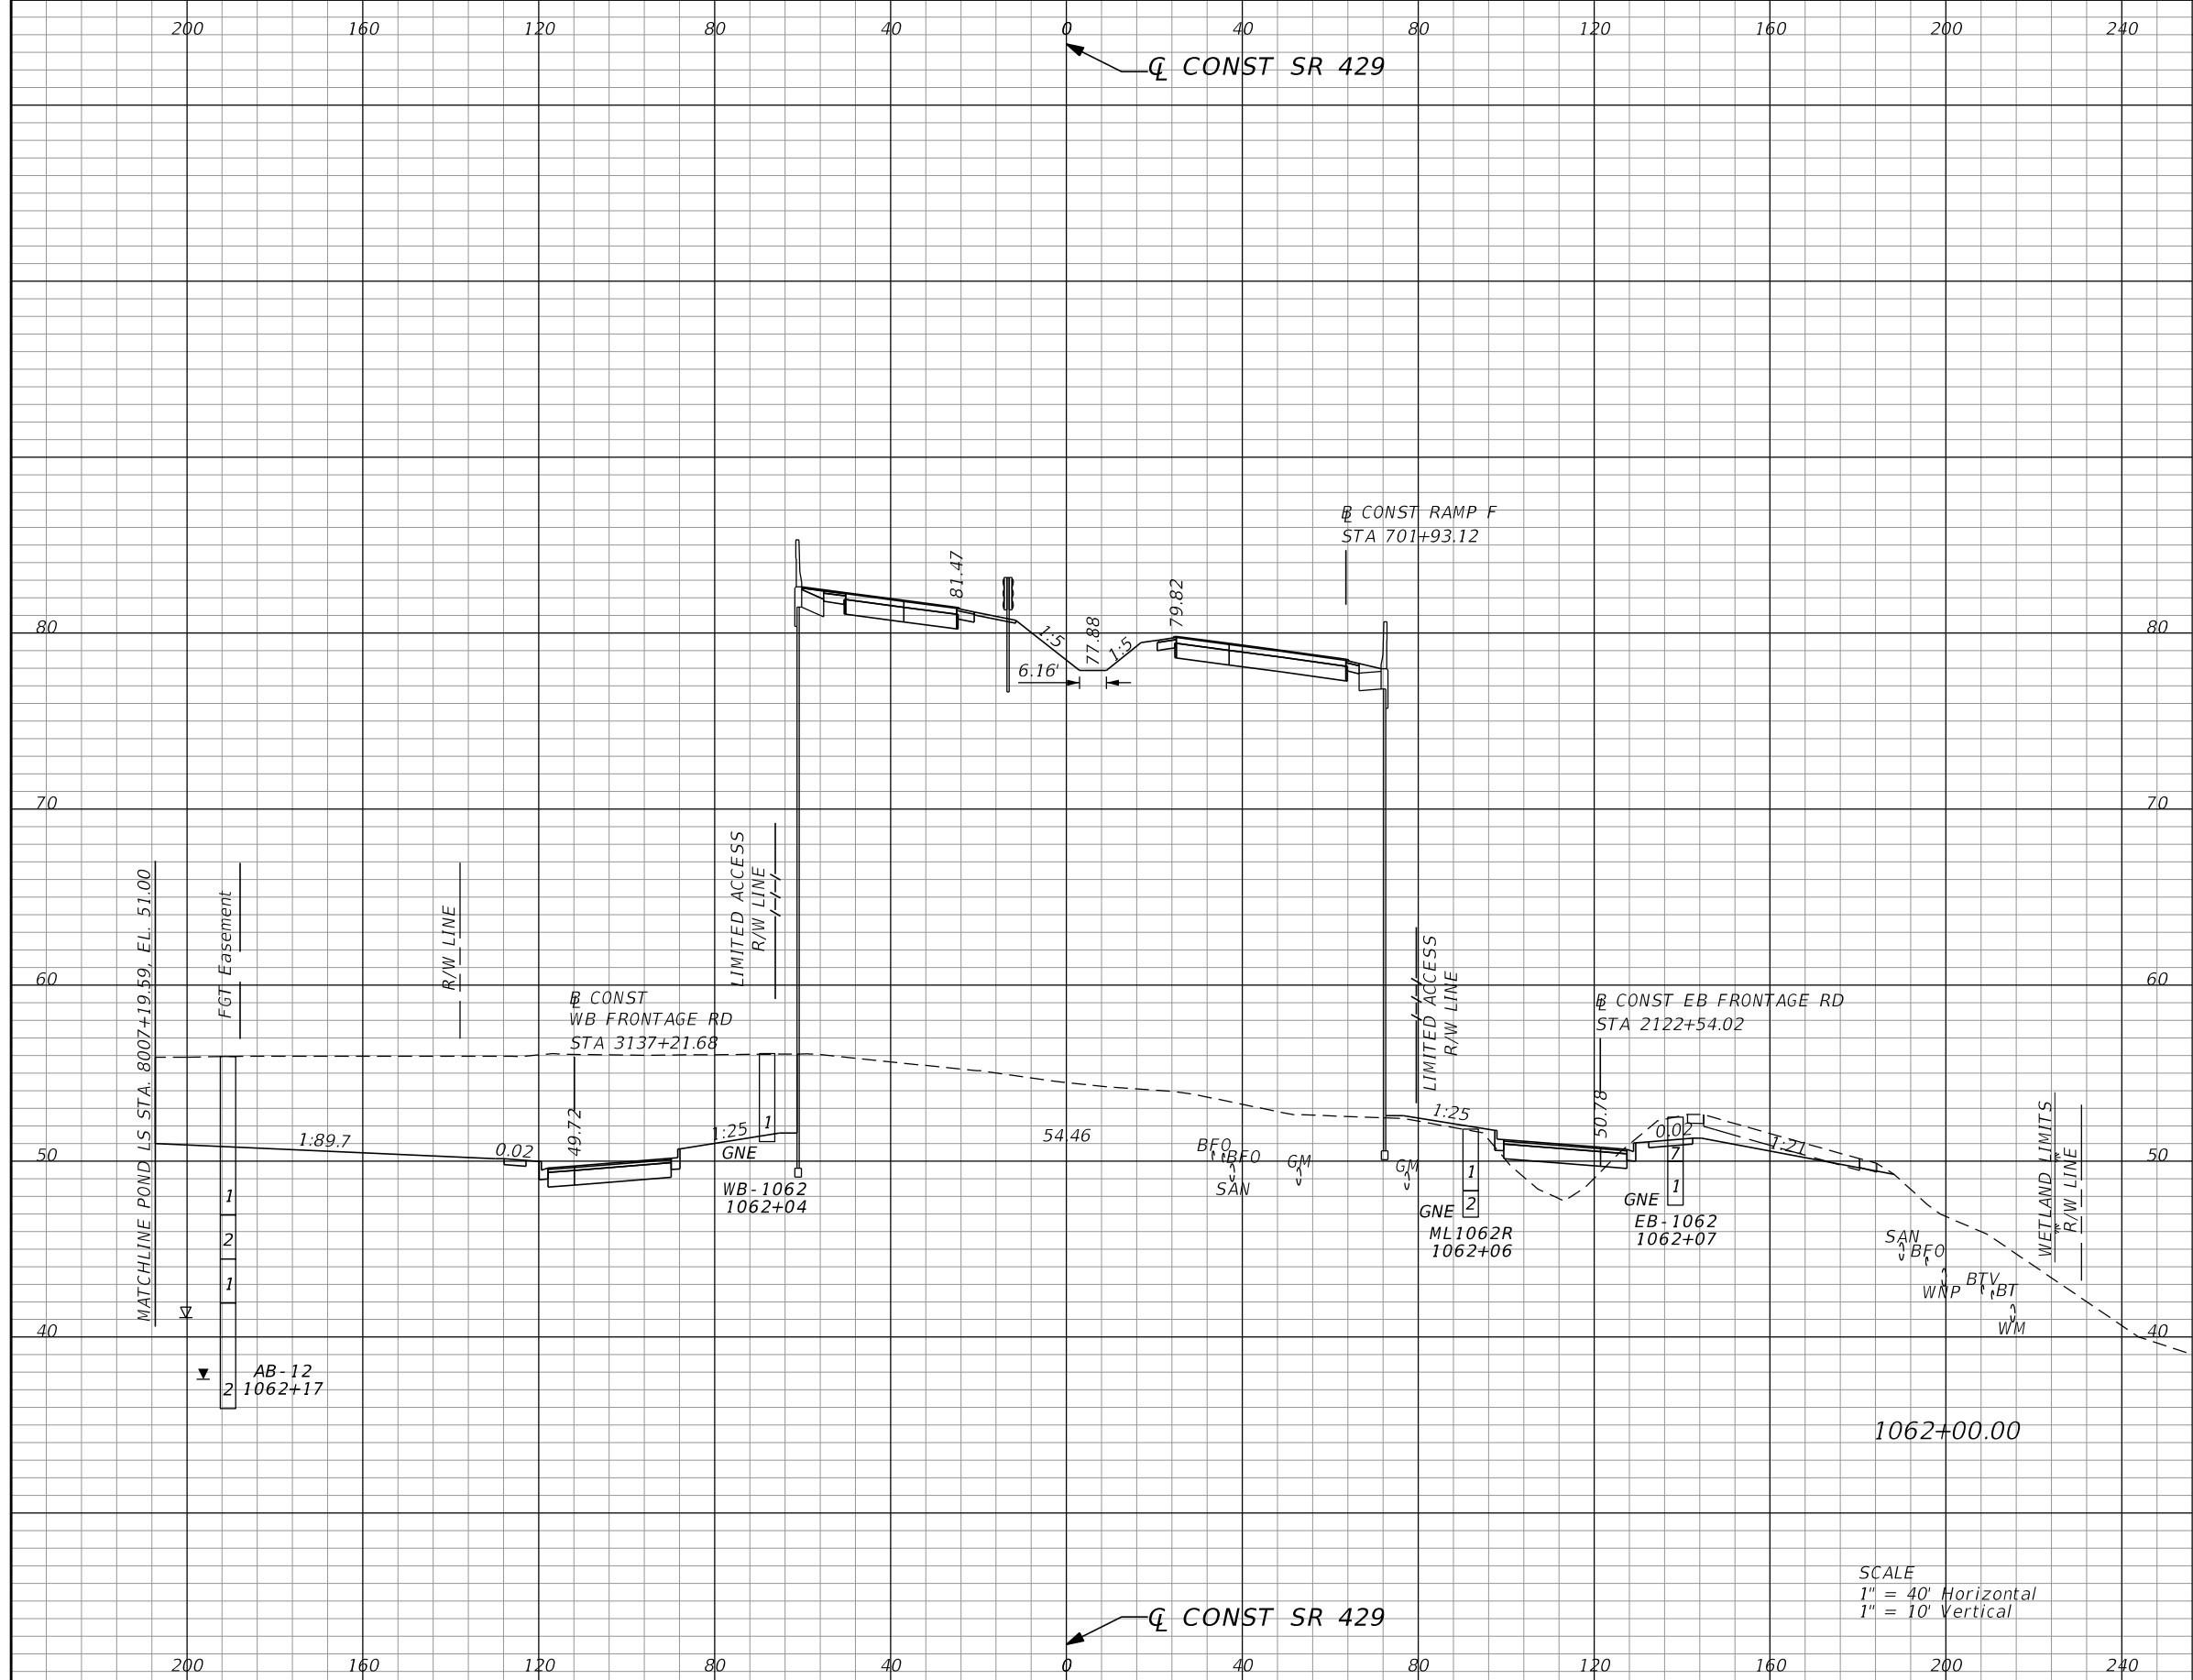 200 160 120 80 40 0 40 80 120 160 200 240
℄ CONST SR 429
℄ CONST RAMP F
STA 701+93.12
81.47
79.82
77.88
1:5
1:5
6.16'
80 80
70 70
MATCHLINE POND LS STA. 8007+19.59, EL. 51.00
FGT Easement
R/W LINE
LIMITED ACCESS
R/W LINE
LIMITED ACCESS
R/W LINE
60 60
BL CONST
WB FRONTAGE RD
STA 3137+21.68
BL CONST EB FRONTAGE RD
STA 2122+54.02
49.72
50.78
1:89.7
0.02
1:25
1
GNE
WB-1062
1062+04
54.46
BFO
BFO
SAN
GM
GM
1:25
1
2
GNE
ML1062R
1062+06
0.02
7
1
GNE
EB-1062
1062+07
1:21
WETLAND LIMITS
R/W LINE
50 50
SAN
BFO
WNP
BTV
BT
WM
1
2
1
2
40 40
AB-12
1062+17
1062+00.00
SCALE
1" = 40' Horizontal
1" = 10' Vertical
℄ CONST SR 429
200 160 120 80 40 0 40 80 120 160 200 240